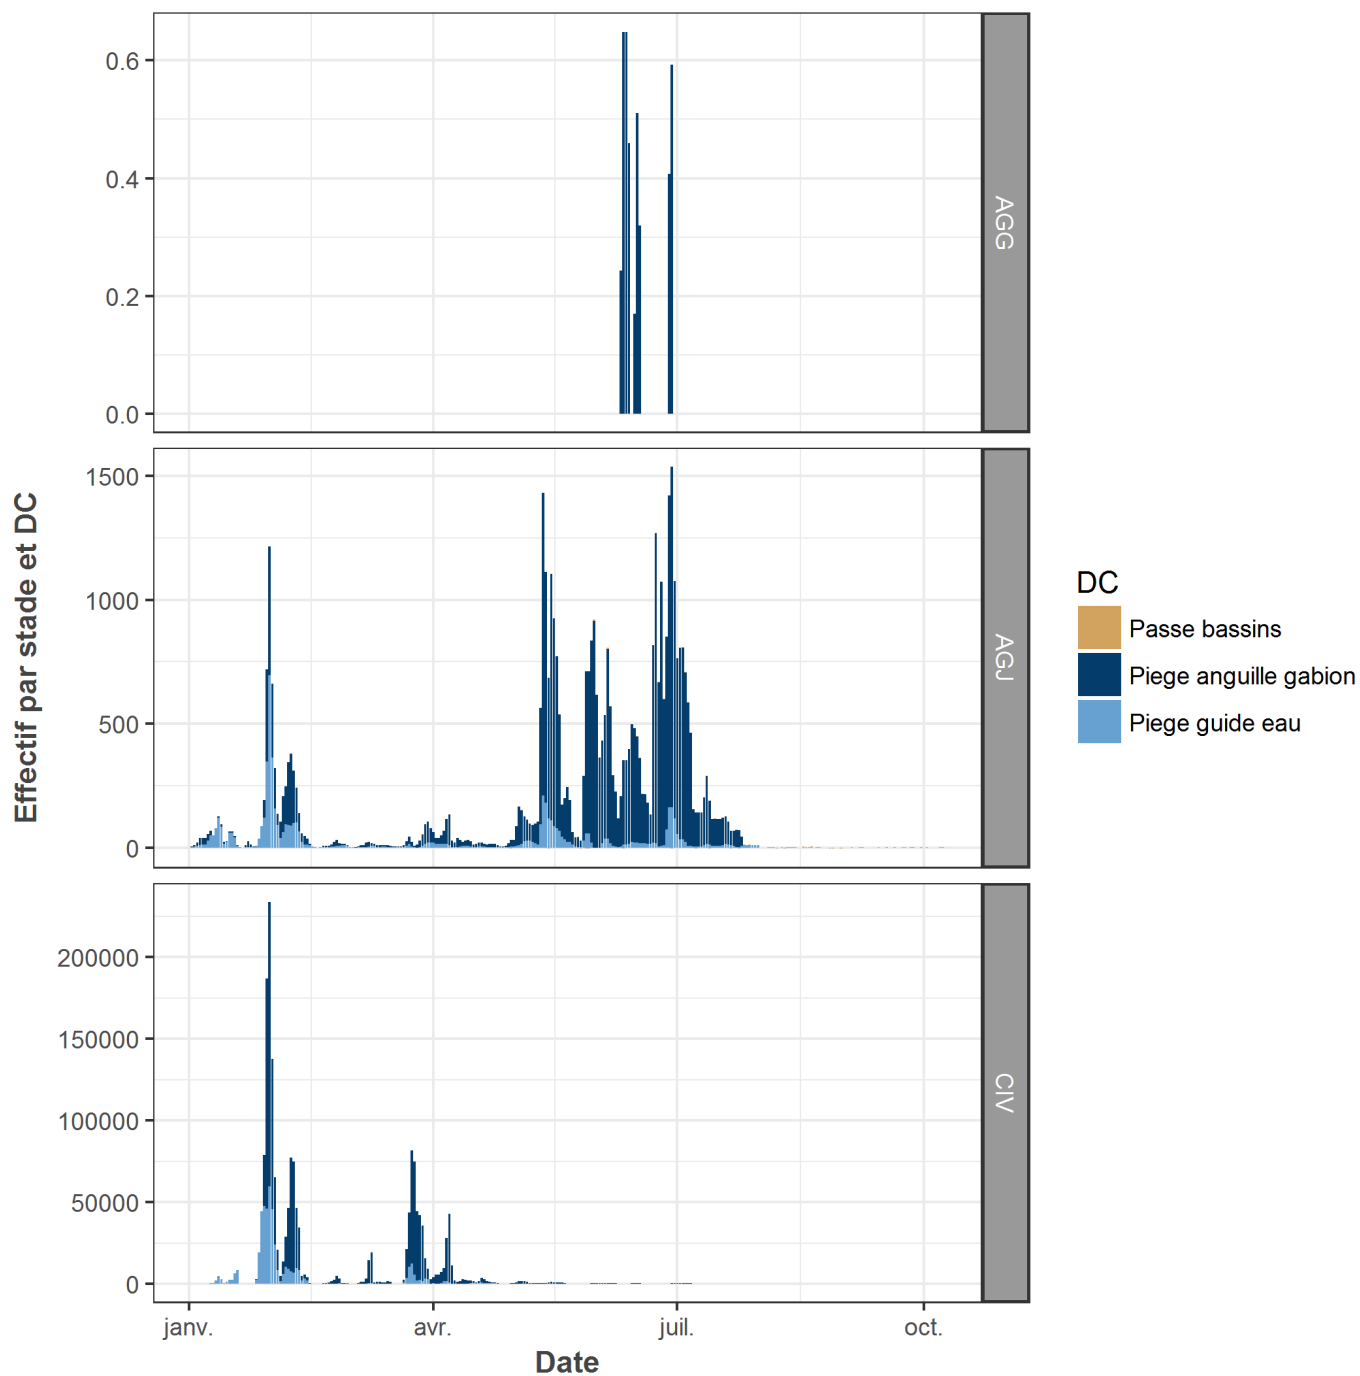 0.6
0.4
0.2
0.0
AGG
1500
1000
500
0
AGJ
200000
150000
100000
50000
0
CIV
janv.
avr.
juil.
oct.
Date
Effectif par stade et DC
DC
Passe bassins
Piege anguille gabion
Piege guide eau